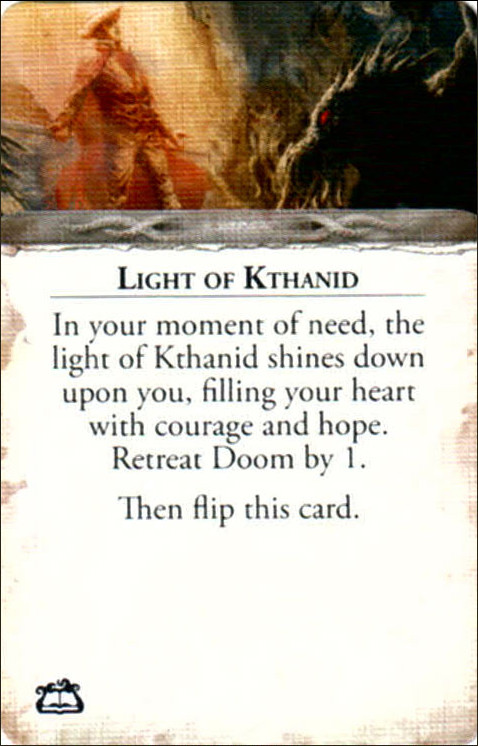 Light of Kthanid
In your moment of need, the
light of Kthanid shines down
upon you, filling your heart
with courage and hope.
Retreat Doom by 1.
Then flip this card.